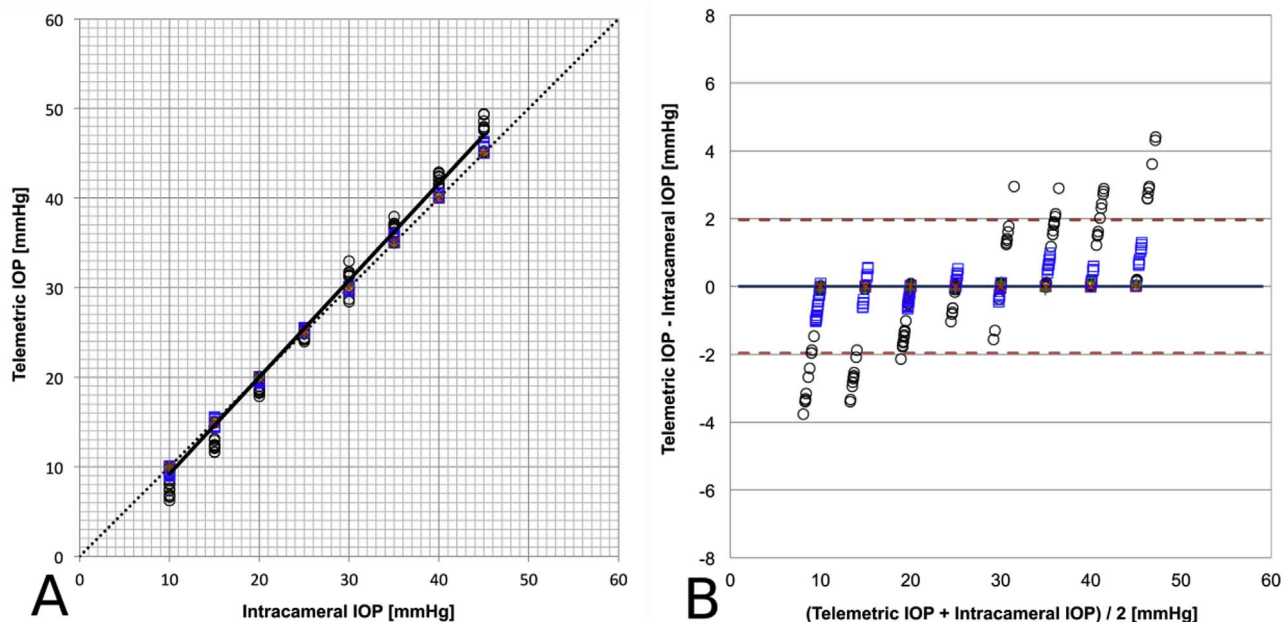 60
50
40
30
20
10
0
Telemetric IOP [mmHg]
0 10 20 30 40 50 60
Intracameral IOP [mmHg]
A
8
6
4
2
0
-2
-4
-6
-8
Telemetric IOP - Intracameral IOP [mmHg]
0 10 20 30 40 50 60
(Telemetric IOP + Intracameral IOP) / 2 [mmHg]
B